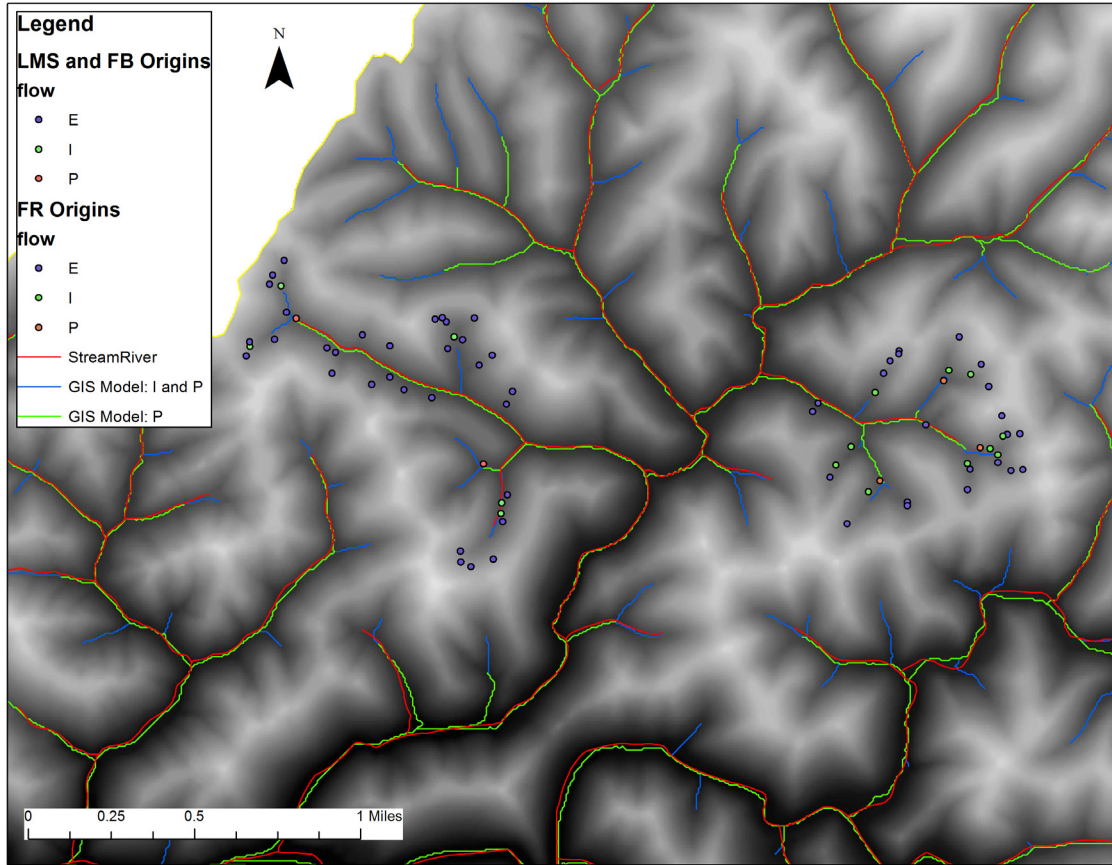 Legend
LMS and FB Origins
flow
E
I
P
FR Origins
flow
E
I
P
StreamRiver
GIS Model: I and P
GIS Model: P
N
0 0.25 0.5 1 Miles